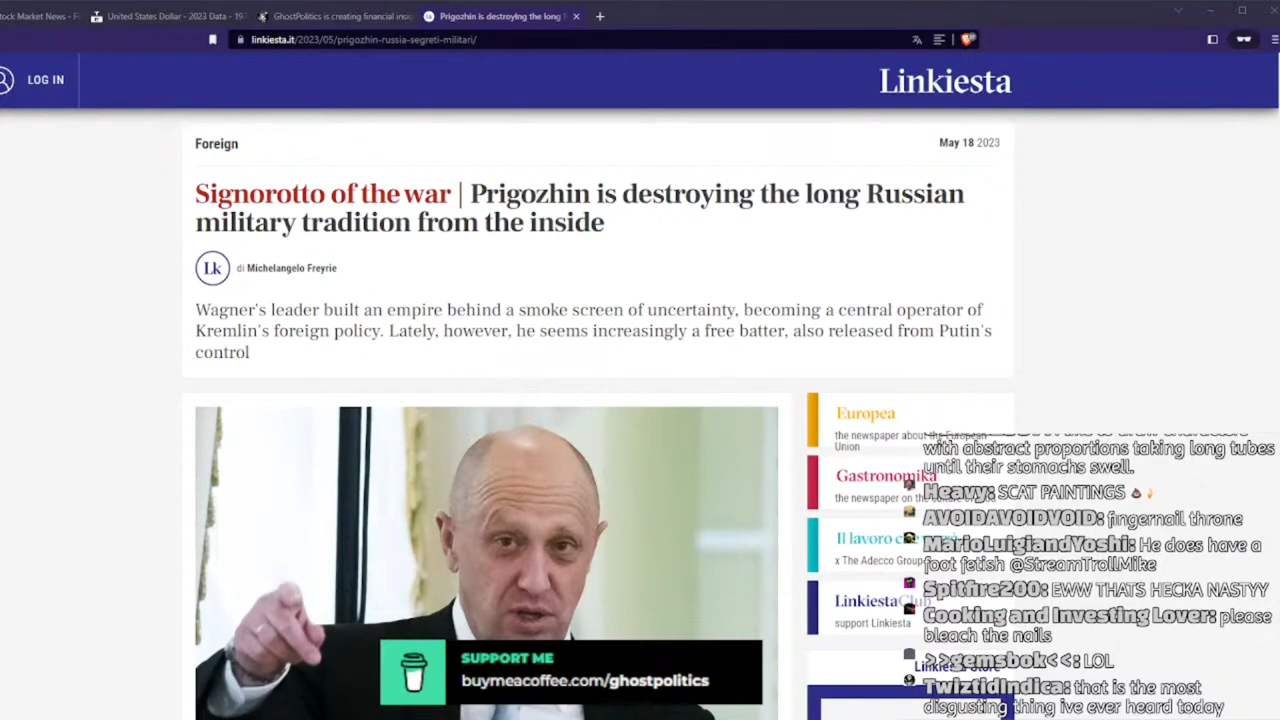 tock Market News - Fi
United States Dollar - 2023 Data - 197
GhostPolitics is creating financial insig
Prigozhin is destroying the long
linkiesta.it/2023/05/prigozhin-russia-segreti-militari/
LOG IN
Linkiesta
Foreign
May 18 2023
Signorotto of the war | Prigozhin is destroying the long Russian
military tradition from the inside
Lk
di Michelangelo Freyrie
Wagner's leader built an empire behind a smoke screen of uncertainty, becoming a central operator of
Kremlin's foreign policy. Lately, however, he seems increasingly a free batter, also released from Putin's
control
Europea
the newspaper about the European
Union
Gastronomika
the newspaper on the
Il lavoro
x The Adecco Group
LinkiestaClub
support Linkiesta
Linkiesta Store
with abstract proportions taking long tubes
until their stomachs swell.
Heavy: SCAT PAINTINGS 💩
AVOIDAVOIDVOID: fingernail throne
MarioLuigiandYoshi: He does have a
foot fetish @StreamTrollMike
Spitfire200: EWW THATS HECKA NASTYY
Cooking and Investing Lover: please
bleach the nails
>>gemsbok<<: LOL
TwiztidIndica: that is the most
disgusting thing ive ever heard today
SUPPORT ME
buymeacoffee.com/ghostpolitics